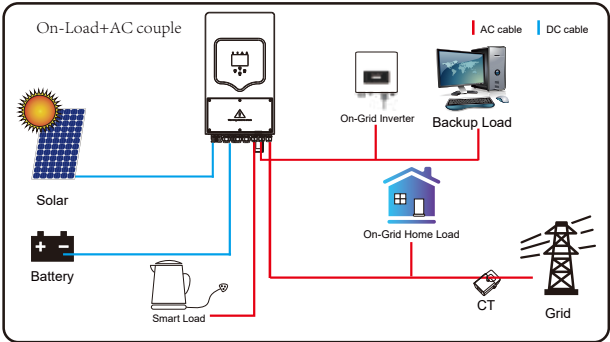 On-Load+AC couple
AC cable
DC cable
On-Grid Inverter
Backup Load
Solar
On-Grid Home Load
Battery
Smart Load
CT
Grid